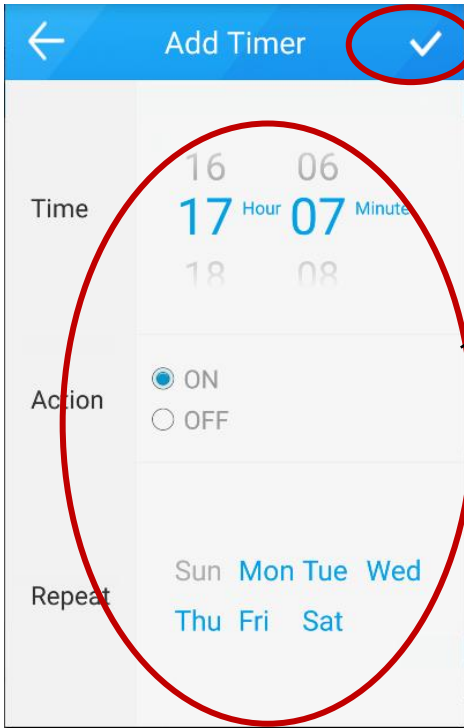 Add Timer
16 06
Time 17 Hour 07 Minute
18 08
ON
Action
OFF
Sun Mon Tue Wed
Repeat
Thu Fri Sat